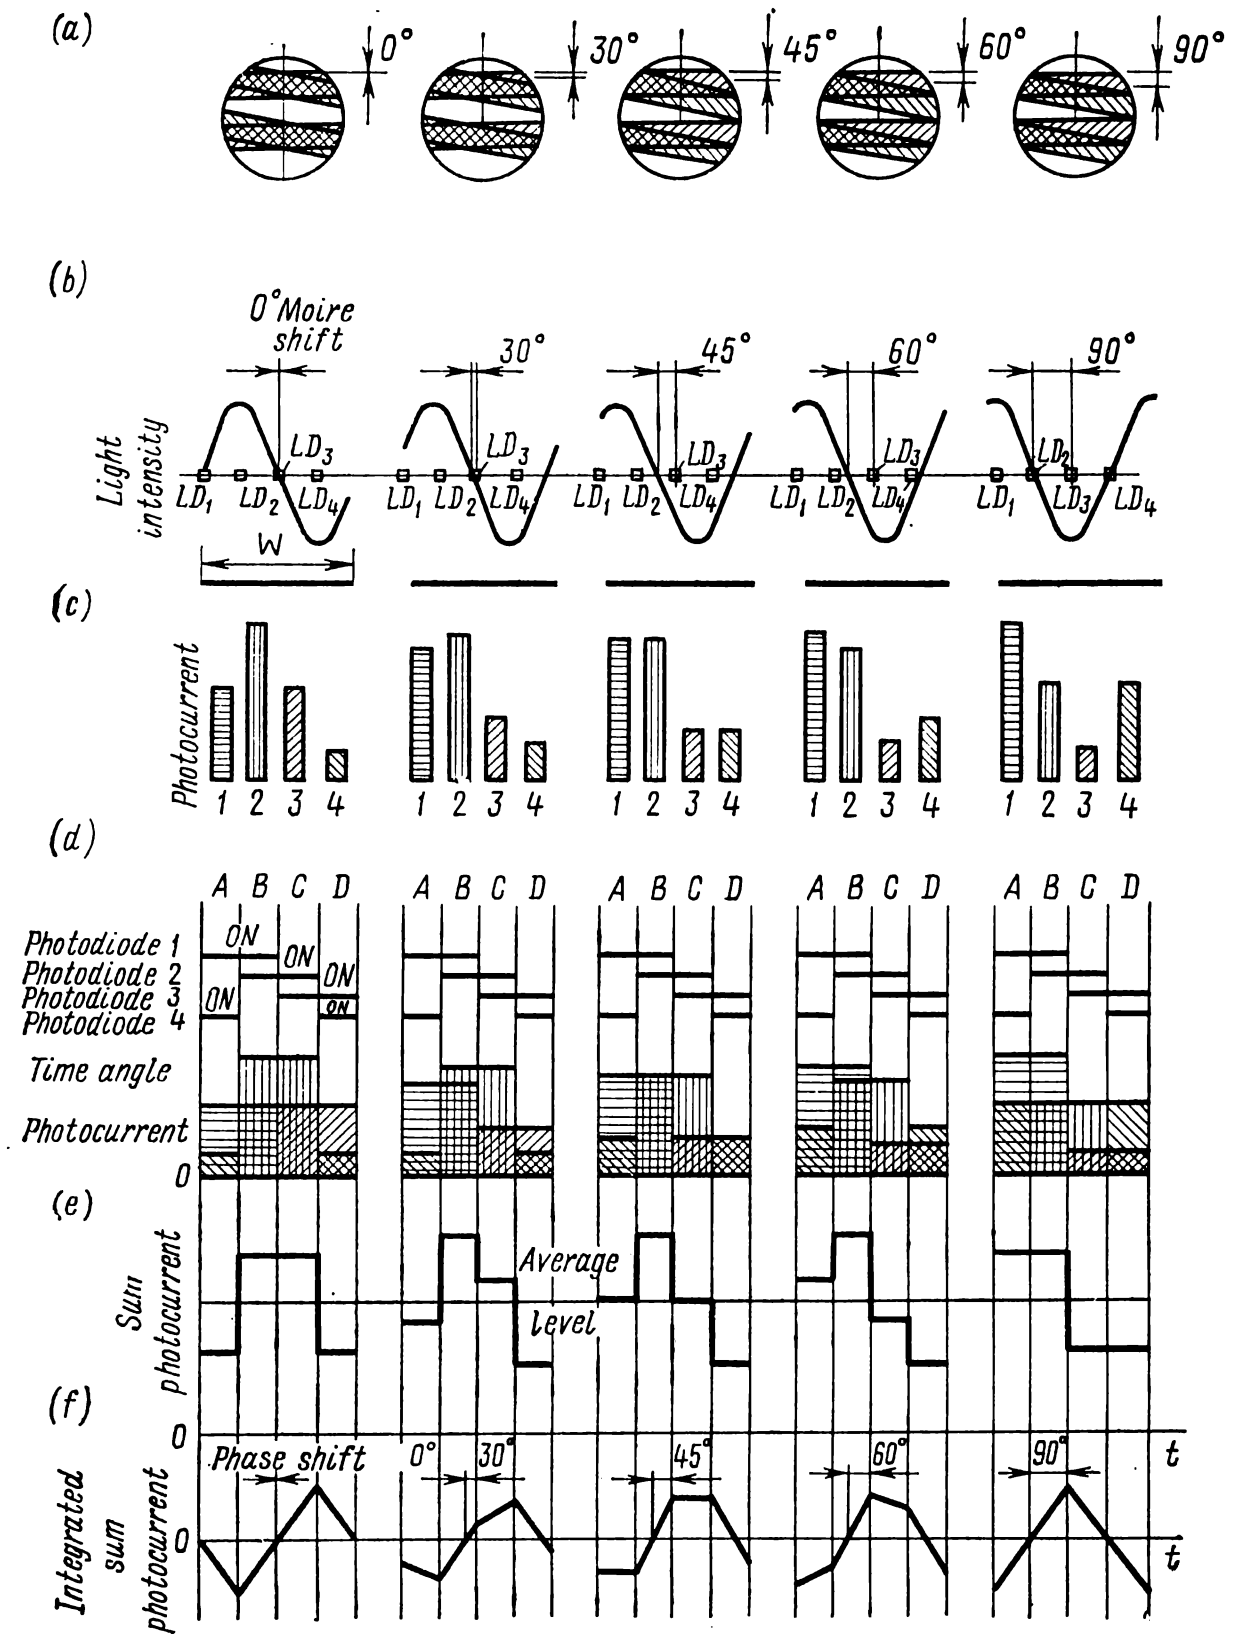 (a)
0° 30° 45° 60° 90°
(b)
0° Moire
shift
30° 45° 60° 90°
Light
intensity
LD3 LD3 LD3 LD3 LD2
LD1 LD2 LD4 LD1 LD2 LD4 LD1 LD2 LD4 LD1 LD2 LD4 LD1 LD3 LD4
W
(c)
Photocurrent
1 2 3 4 1 2 3 4 1 2 3 4 1 2 3 4 1 2 3 4
(d)
A B C D A B C D A B C D A B C D A B C D
Photodiode 1 ON
Photodiode 2 ON
Photodiode 3 ON
Photodiode 4 ON ON
Time angle
Photocurrent
0
(e)
Sum
photocurrent
Average
level
(f)
0
t
Phase shift 0° 30° 45° 60° 90°
Integrated
sum
photocurrent
0
t